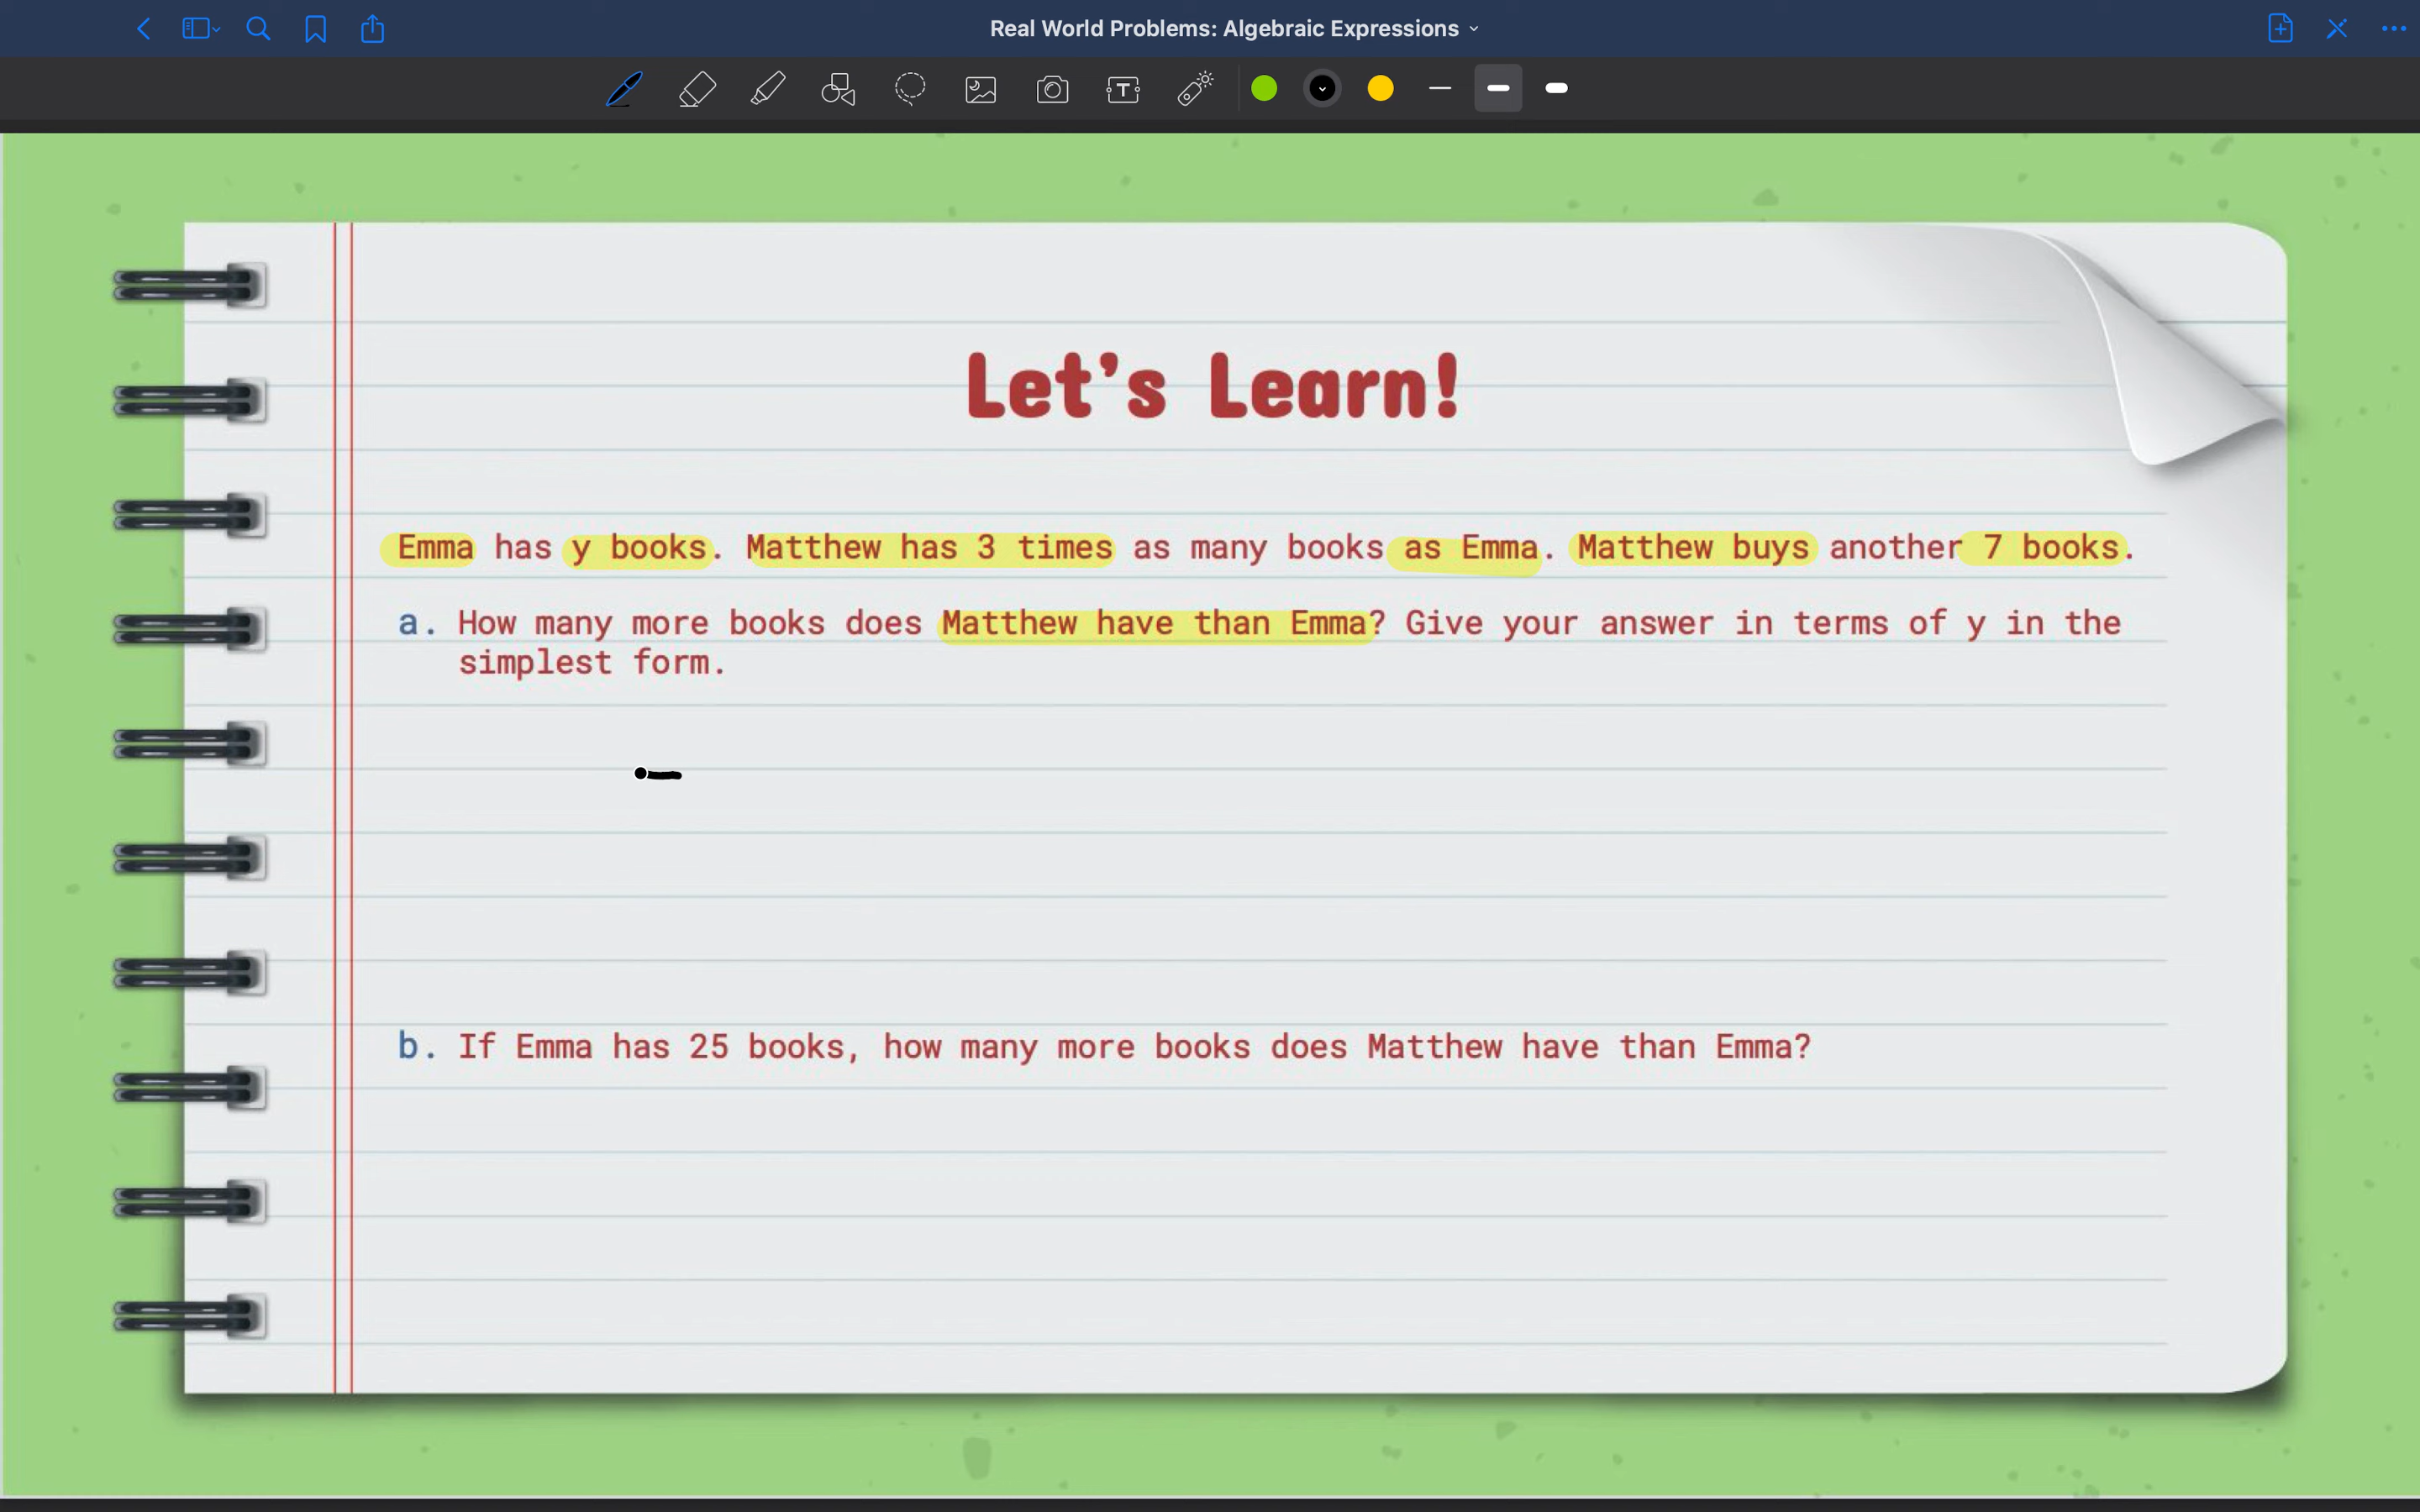 Real World Problems: Algebraic Expressions
T
Let's Learn!
Emma has y books. Matthew has 3 times as many books as Emma. Matthew buys another 7 books.
a. How many more books does Matthew have than Emma? Give your answer in terms of y in the
simplest form.
b. If Emma has 25 books, how many more books does Matthew have than Emma?